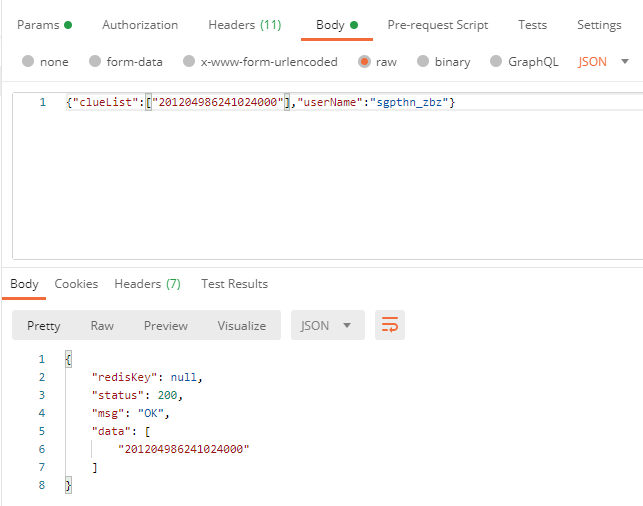 Params Authorization Headers (11) Body Pre-request Script Tests Settings
none form-data x-www-form-urlencoded raw binary GraphQL JSON
1 {"clueList":["201204986241024000"],"userName":"sgpthn_zbz"}
Body Cookies Headers (7) Test Results
Pretty Raw Preview Visualize JSON
1 {
2 "redisKey": null,
3 "status": 200,
4 "msg": "OK",
5 "data": [
6 "201204986241024000"
7 ]
8 }